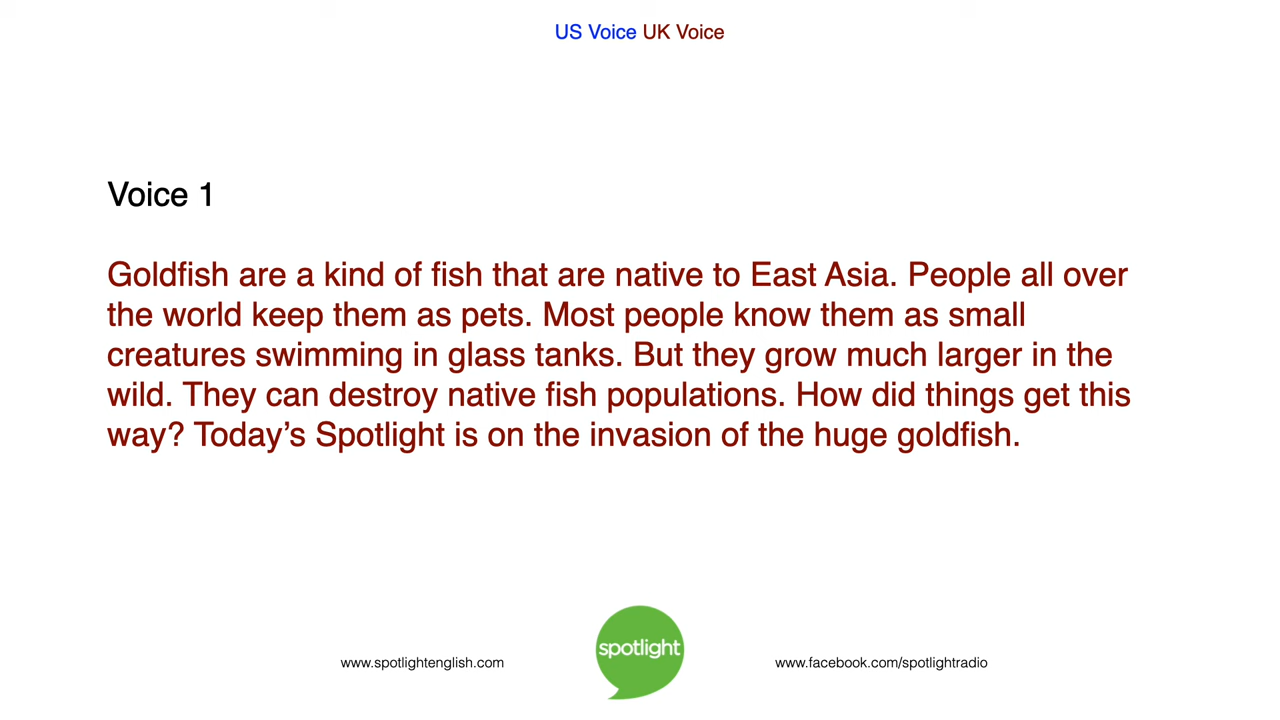 US Voice UK Voice
Voice 1
Goldfish are a kind of fish that are native to East Asia. People all over
the world keep them as pets. Most people know them as small
creatures swimming in glass tanks. But they grow much larger in the
wild. They can destroy native fish populations. How did things get this
way? Today’s Spotlight is on the invasion of the huge goldfish.
www.spotlightenglish.com
spotlight
www.facebook.com/spotlightradio